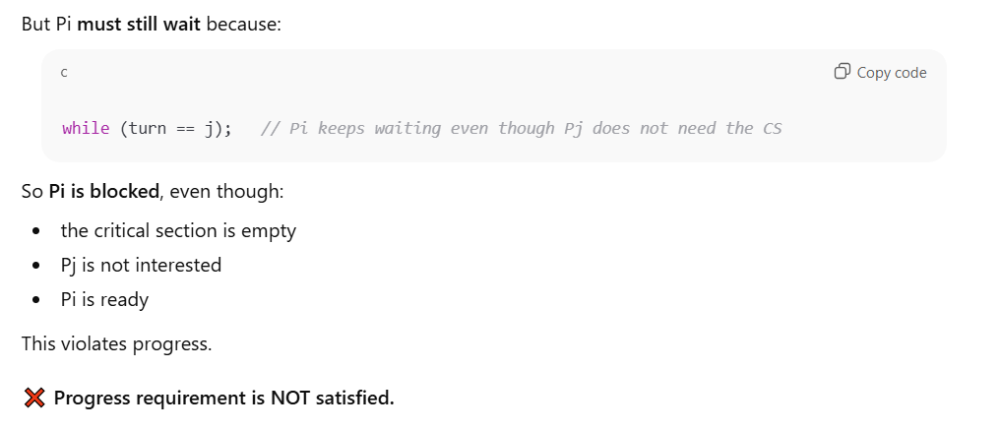 But Pi must still wait because:
c
Copy code
while (turn == j);   // Pi keeps waiting even though Pj does not need the CS
So Pi is blocked, even though:
• the critical section is empty
• Pj is not interested
• Pi is ready
This violates progress.
❌ Progress requirement is NOT satisfied.